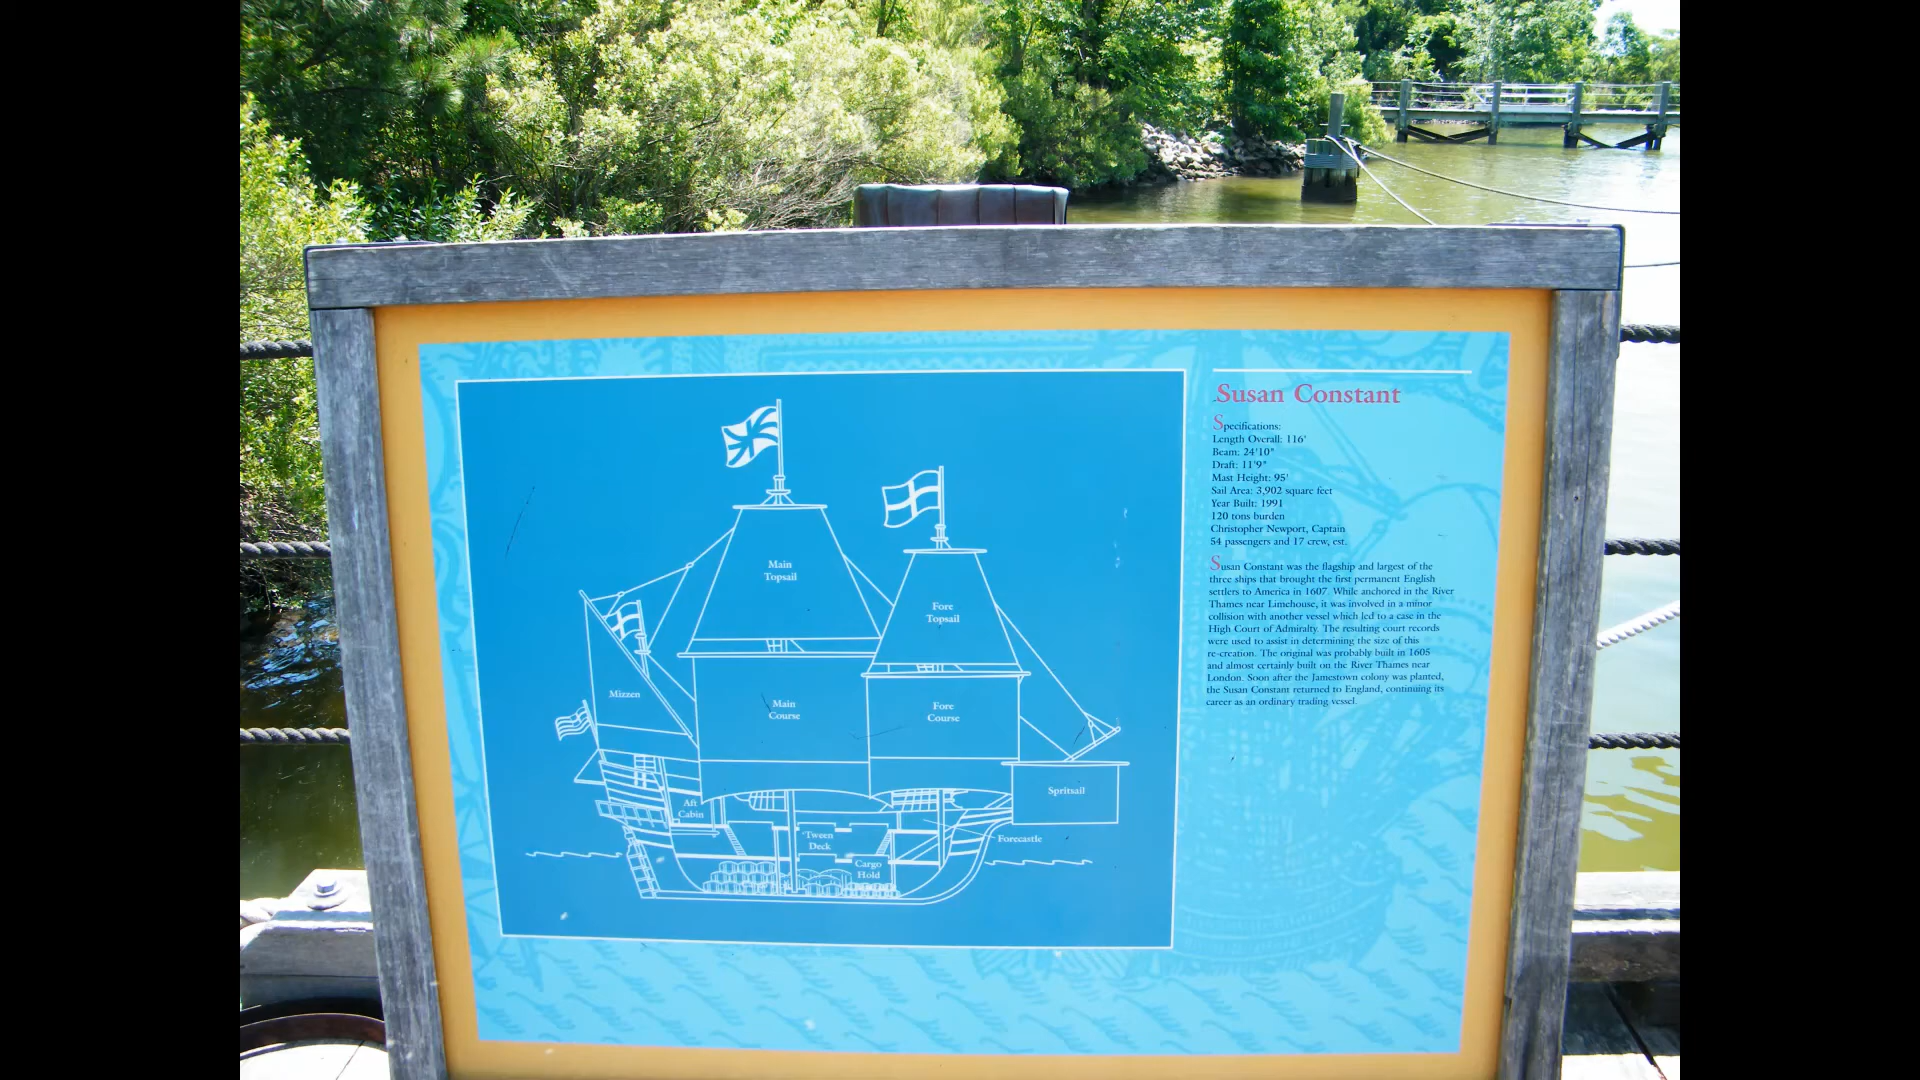 Susan Constant
Specifications:
Length Overall: 116'
Beam: 24'10"
Draft: 11'9"
Mast Height: 95'
Sail Area: 3,902 square feet
Year Built: 1991
120 tons burden
Christopher Newport, Captain
54 passengers and 17 crew, est.
Susan Constant was the flagship and largest of the
three ships that brought the first permanent English
settlers to America in 1607. While anchored in the River
Thames near Limehouse, it was involved in a minor
collision with another vessel which led to a case in the
High Court of Admiralty. The resulting court records
were used to assist in determining the size of this
re-creation. The original was probably built in 1605
and almost certainly built on the River Thames near
London. Soon after the Jamestown colony was planted,
the Susan Constant returned to England, continuing its
career as an ordinary trading vessel.
Main
Topsail
Fore
Topsail
Mizzen
Main
Course
Fore
Course
Spritsail
Aft
Cabin
'Tween
Deck
Forecastle
Cargo
Hold